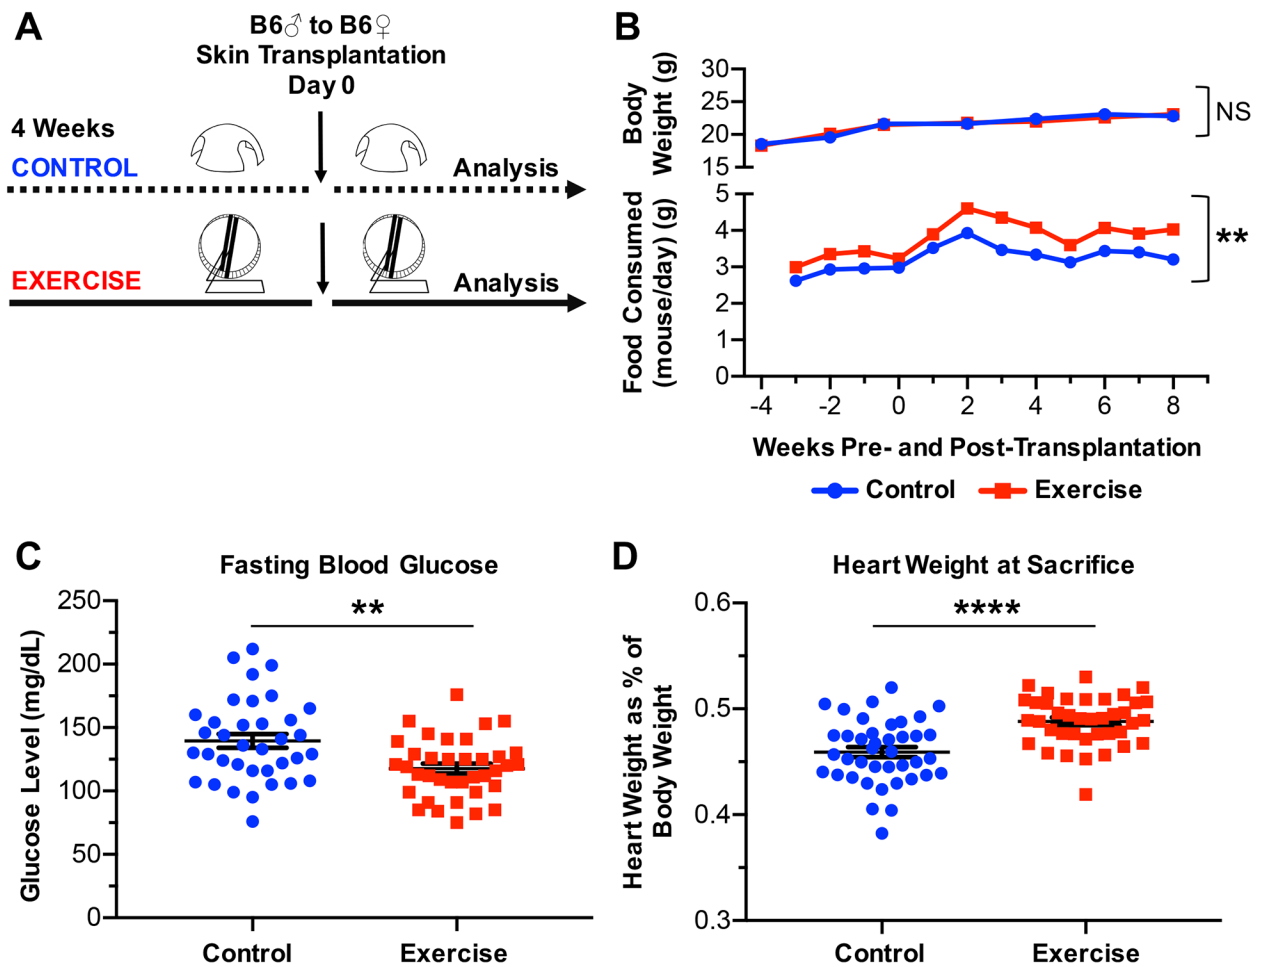 A
B6♂ to B6♀
Skin Transplantation
Day 0
4 Weeks
CONTROL
Analysis
EXERCISE
Analysis
B
Body
Weight (g)
30
25
20
15
NS
Food Consumed
(mouse/day) (g)
5
4
3
2
1
0
**
-4 -2 0 2 4 6 8
Weeks Pre- and Post-Transplantation
Control Exercise
C
Fasting Blood Glucose
**
Glucose Level (mg/dL)
250
200
150
100
50
0
Control Exercise
D
Heart Weight at Sacrifice
****
Heart Weight as % of
Body Weight
0.6
0.5
0.4
0.3
Control Exercise